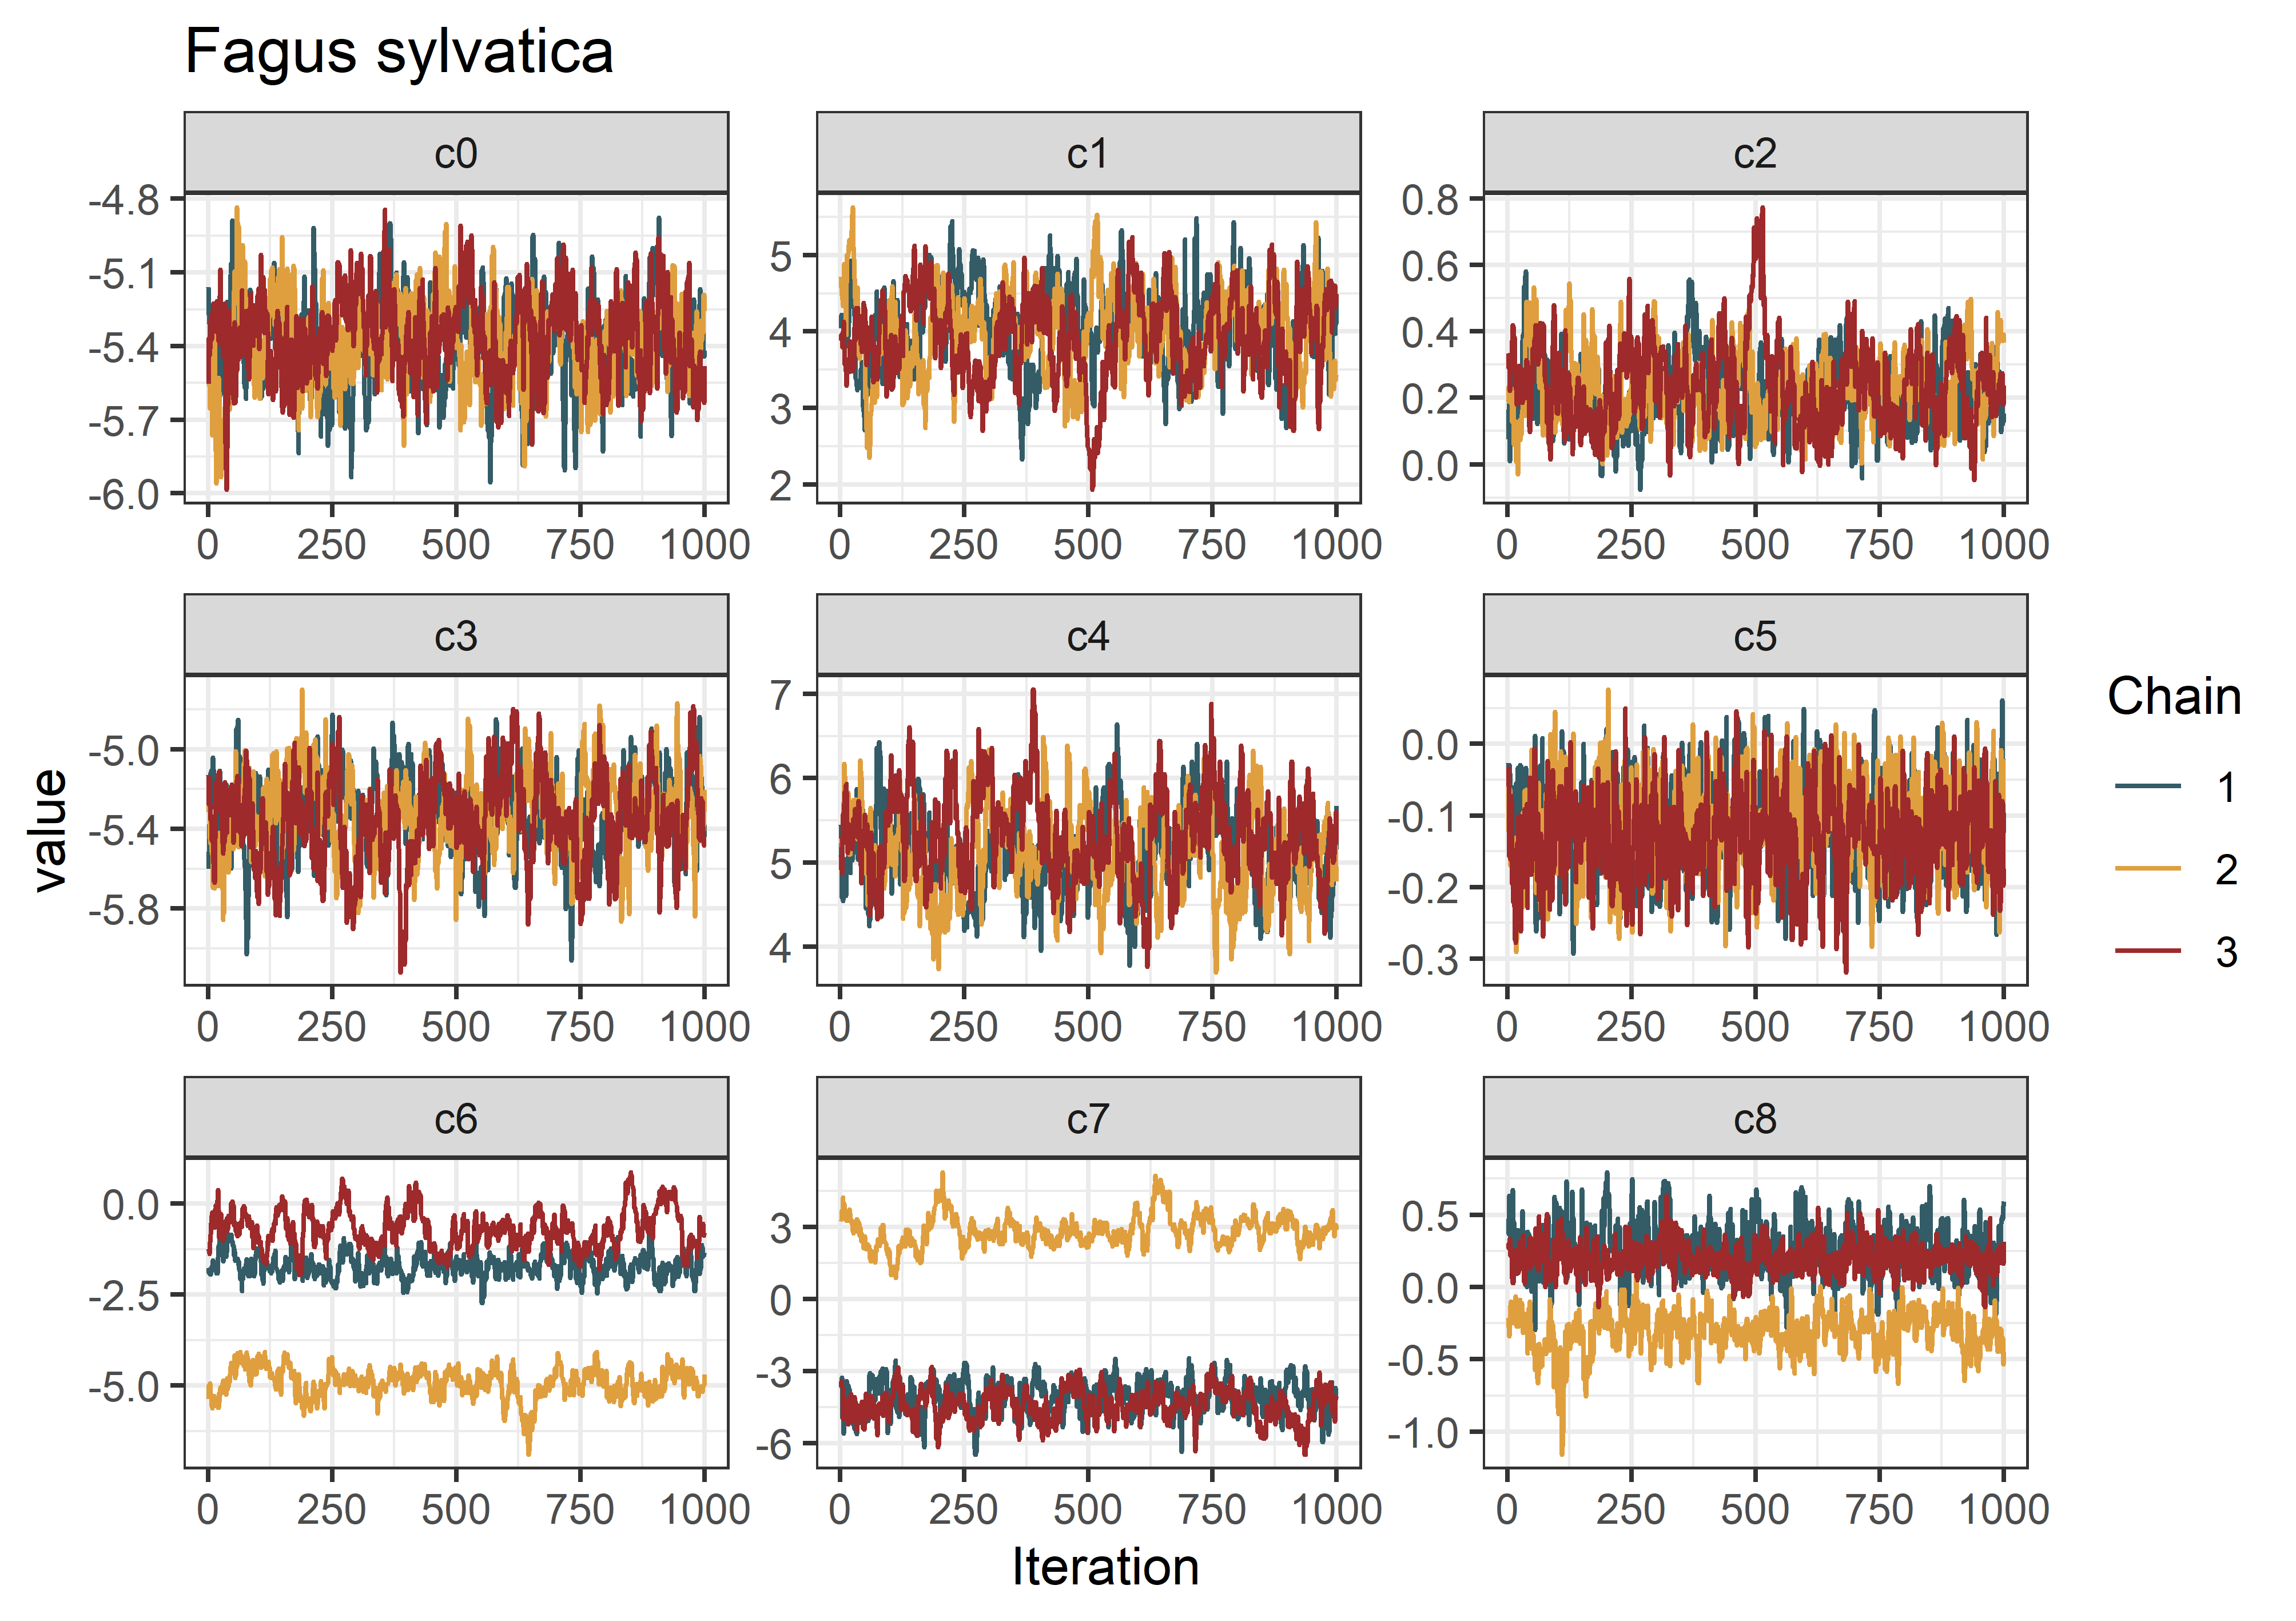 Fagus sylvatica
c0 c1 c2
-4.8 -5.1 -5.4 -5.7 -6.0
5 4 3 2
0.8 0.6 0.4 0.2 0.0
0 250 500 750 1000 0 250 500 750 1000 0 250 500 750 1000
c3 c4 c5
-5.0 -5.4 -5.8
7 6 5 4
0.0 -0.1 -0.2 -0.3
0 250 500 750 1000 0 250 500 750 1000 0 250 500 750 1000
c6 c7 c8
0.0 -2.5 -5.0
3 0 -3 -6
0.5 0.0 -0.5 -1.0
0 250 500 750 1000 0 250 500 750 1000 0 250 500 750 1000
value
Iteration
Chain
1
2
3